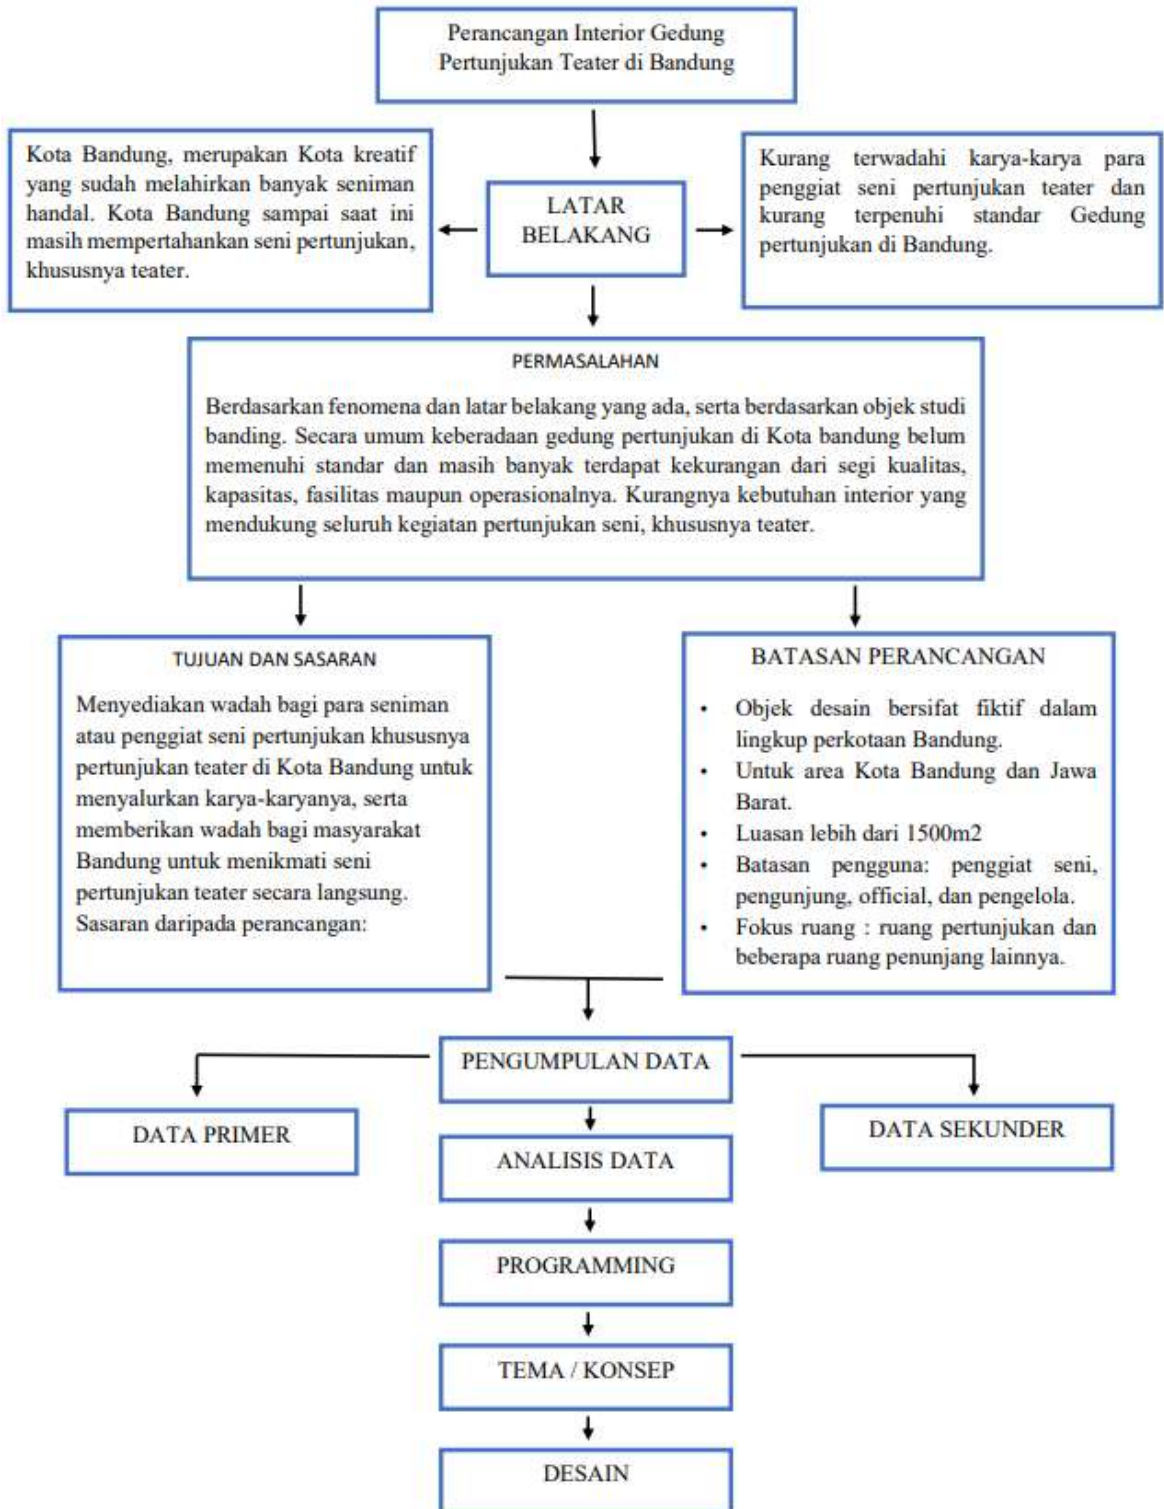 Perancangan Interior Gedung
Pertunjukan Teater di Bandung
Kota Bandung, merupakan Kota kreatif
yang sudah melahirkan banyak seniman
handal. Kota Bandung sampai saat ini
masih mempertahankan seni pertunjukan,
khususnya teater.
LATAR
BELAKANG
Kurang terwadahi karya-karya para
penggiat seni pertunjukan teater dan
kurang terpenuhi standar Gedung
pertunjukan di Bandung.
PERMASALAHAN
Berdasarkan fenomena dan latar belakang yang ada, serta berdasarkan objek studi
banding. Secara umum keberadaan gedung pertunjukan di Kota bandung belum
memenuhi standar dan masih banyak terdapat kekurangan dari segi kualitas,
kapasitas, fasilitas maupun operasionalnya. Kurangnya kebutuhan interior yang
mendukung seluruh kegiatan pertunjukan seni, khususnya teater.
TUJUAN DAN SASARAN
Menyediakan wadah bagi para seniman
atau penggiat seni pertunjukan khususnya
pertunjukan teater di Kota Bandung untuk
menyalurkan karya-karyanya, serta
memberikan wadah bagi masyarakat
Bandung untuk menikmati seni
pertunjukan teater secara langsung.
Sasaran daripada perancangan:
BATASAN PERANCANGAN
• Objek desain bersifat fiktif dalam
lingkup perkotaan Bandung.
• Untuk area Kota Bandung dan Jawa
Barat.
• Luasan lebih dari 1500m2
• Batasan pengguna: penggiat seni,
pengunjung, official, dan pengelola.
• Fokus ruang : ruang pertunjukan dan
beberapa ruang penunjang lainnya.
PENGUMPULAN DATA
DATA PRIMER
DATA SEKUNDER
ANALISIS DATA
PROGRAMMING
TEMA / KONSEP
DESAIN